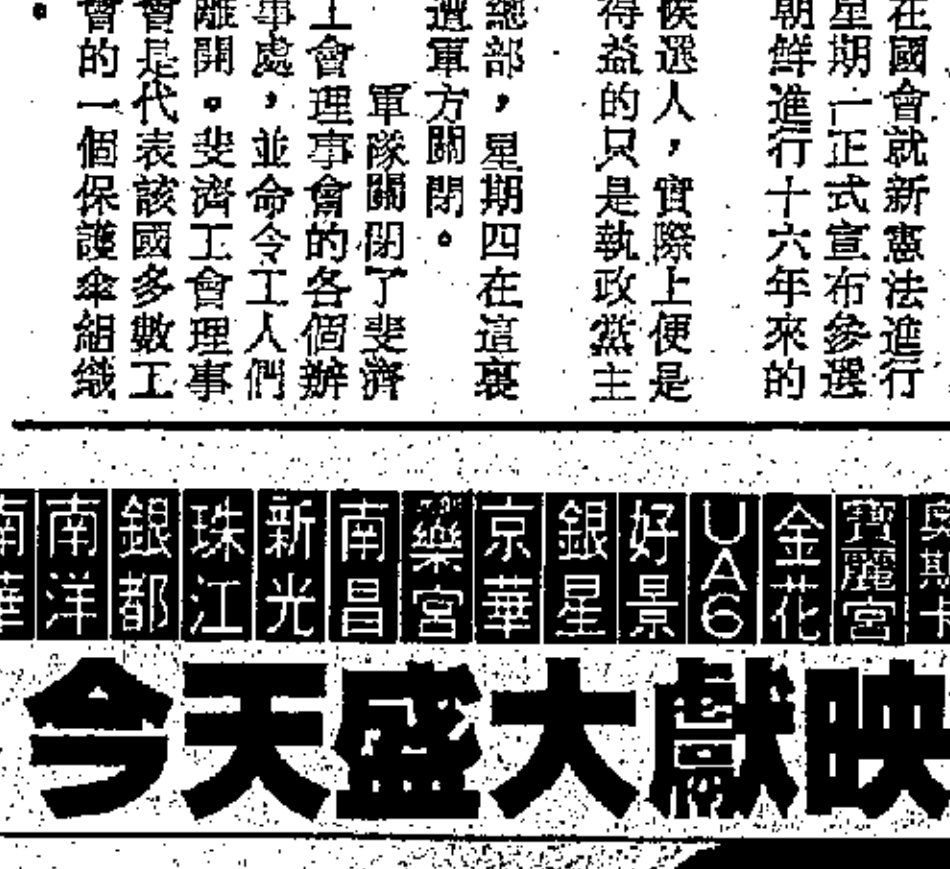 在國會就新憲法進行
星期一正式宣布參選
朝鮮進行十六年來的
候選人，實際上便是
得益的只是執政黨主
總部，星期四在這裏
遭軍方關閉。
軍隊關閉了斐濟
工會理事會的各個辦
事處，並命令工人們
離開。斐濟工會理事
會是代表該國多數工
會的一個保護傘組織
。
奧斯卡
寶麗宮
金花
UA6
好景
銀星
京華
樂宮
南昌
新光
珠江
銀都
南洋
南華
今天盛大獻映